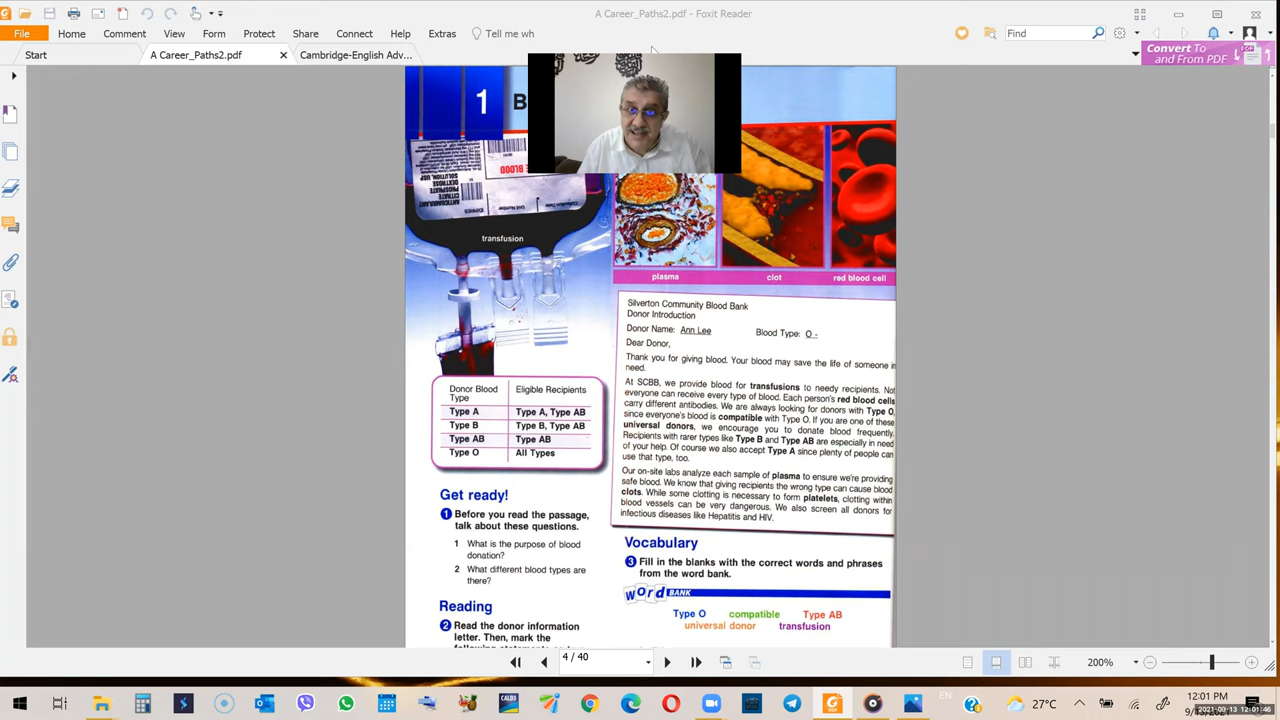 A Career_Paths2.pdf - Foxit Reader
File Home Comment View Form Protect Share Connect Help Extras Tell me wh
Find
Start
A Career_Paths2.pdf
Cambridge-English Adv...
Convert To
and From PDF
1 B
CITRATE
PHOSPHATE
DEXTROSE
SOLUTION, USP
Unit Number
BLOOD
transfusion
plasma
clot
red blood cell
Donor Blood Type Eligible Recipients
Type A Type A, Type AB
Type B Type B, Type AB
Type AB Type AB
Type O All Types
Get ready!
1 Before you read the passage,
talk about these questions.
1 What is the purpose of blood
donation?
2 What different blood types are
there?
Reading
2 Read the donor information
letter. Then, mark the
Silverton Community Blood Bank
Donor Introduction
Donor Name: Ann Lee Blood Type: O -
Dear Donor,
Thank you for giving blood. Your blood may save the life of someone in
need.
At SCBB, we provide blood for transfusions to needy recipients. Not
everyone can receive every type of blood. Each person's red blood cells
carry different antibodies. We are always looking for donors with Type O,
since everyone's blood is compatible with Type O. If you are one of these
universal donors, we encourage you to donate blood frequently.
Recipients with rarer types like Type B and Type AB are especially in need
of your help. Of course we also accept Type A since plenty of people can
use that type, too.
Our on-site labs analyze each sample of plasma to ensure we're providing
safe blood. We know that giving recipients the wrong type can cause blood
clots. While some clotting is necessary to form platelets, clotting within
blood vessels can be very dangerous. We also screen all donors for
infectious diseases like Hepatitis and HIV.
Vocabulary
3 Fill in the blanks with the correct words and phrases
from the word bank.
word BANK
Type O compatible Type AB
universal donor transfusion
4 / 40
200%
EN
27°C
12:01 PM
2021-09-13 12:01:46